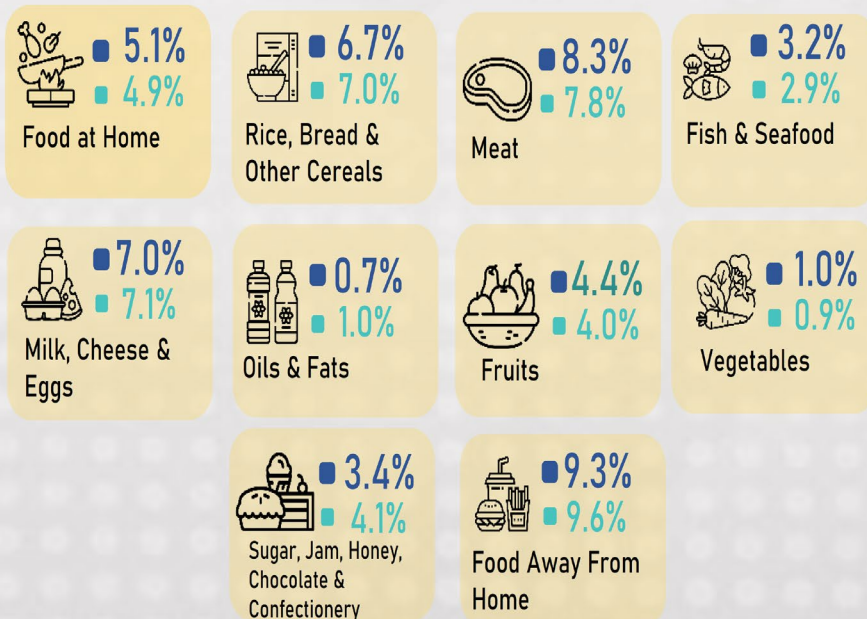 5.1%
4.9%
Food at Home
6.7%
7.0%
Rice, Bread &
Other Cereals
8.3%
7.8%
Meat
3.2%
2.9%
Fish & Seafood
7.0%
7.1%
Milk, Cheese &
Eggs
0.7%
1.0%
Oils & Fats
4.4%
4.0%
Fruits
1.0%
0.9%
Vegetables
3.4%
4.1%
Sugar, Jam, Honey,
Chocolate &
Confectionery
9.3%
9.6%
Food Away From
Home